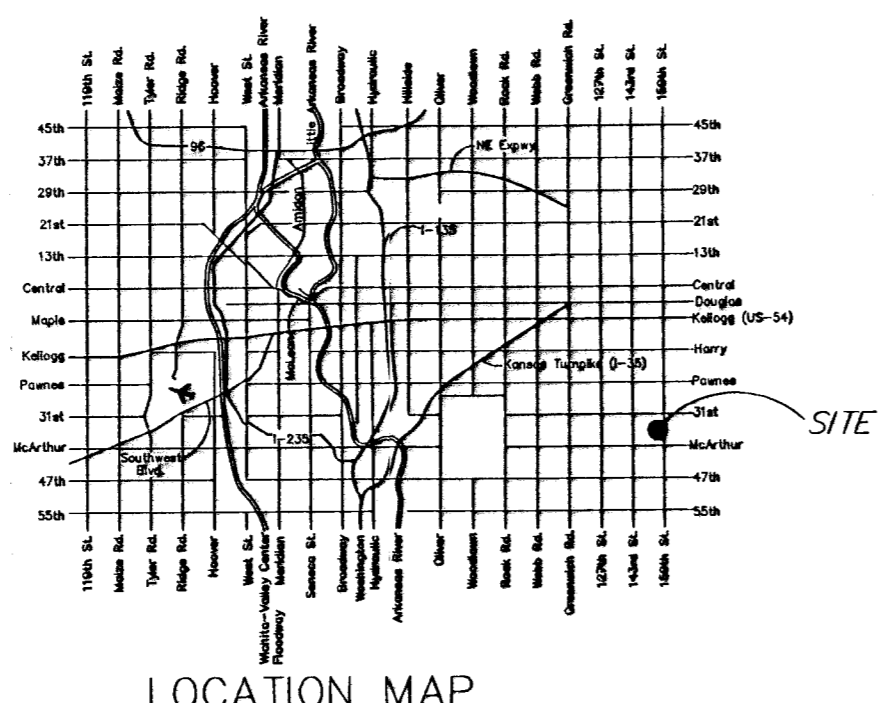 119th St.
Maize Rd.
Tyler Rd.
Ridge Rd.
Hoover
West St.
Arkansas River
Meridian
Little Arkansas River
Broadway
Hydraulic
Hillside
Oliver
Woodlawn
Rock Rd.
Webb Rd.
Greenwich Rd.
127th St.
143rd St.
159th St.
45th
37th
29th
21st
13th
Central
Maple
Kellogg
Pawnee
31st
McArthur
47th
55th
96
NE Expwy.
Amidon
I-135
McLean
Kansas Turnpike (I-35)
I-235
Southwest
Blvd.
45th
37th
29th
21st
13th
Central
Douglas
Kellogg (US-54)
Harry
Pawnee
31st
McArthur
47th
55th
SITE
119th St.
Maize Rd.
Tyler Rd.
Ridge Rd.
Hoover
West St.
Wichita-Valley Center
Floodway
Meridian
Seneca St.
Broadway
Washington
Hydraulic
Arkansas River
Oliver
Woodlawn
Rock Rd.
Webb Rd.
Greenwich Rd.
127th St.
143rd St.
159th St.
LOCATION MAP